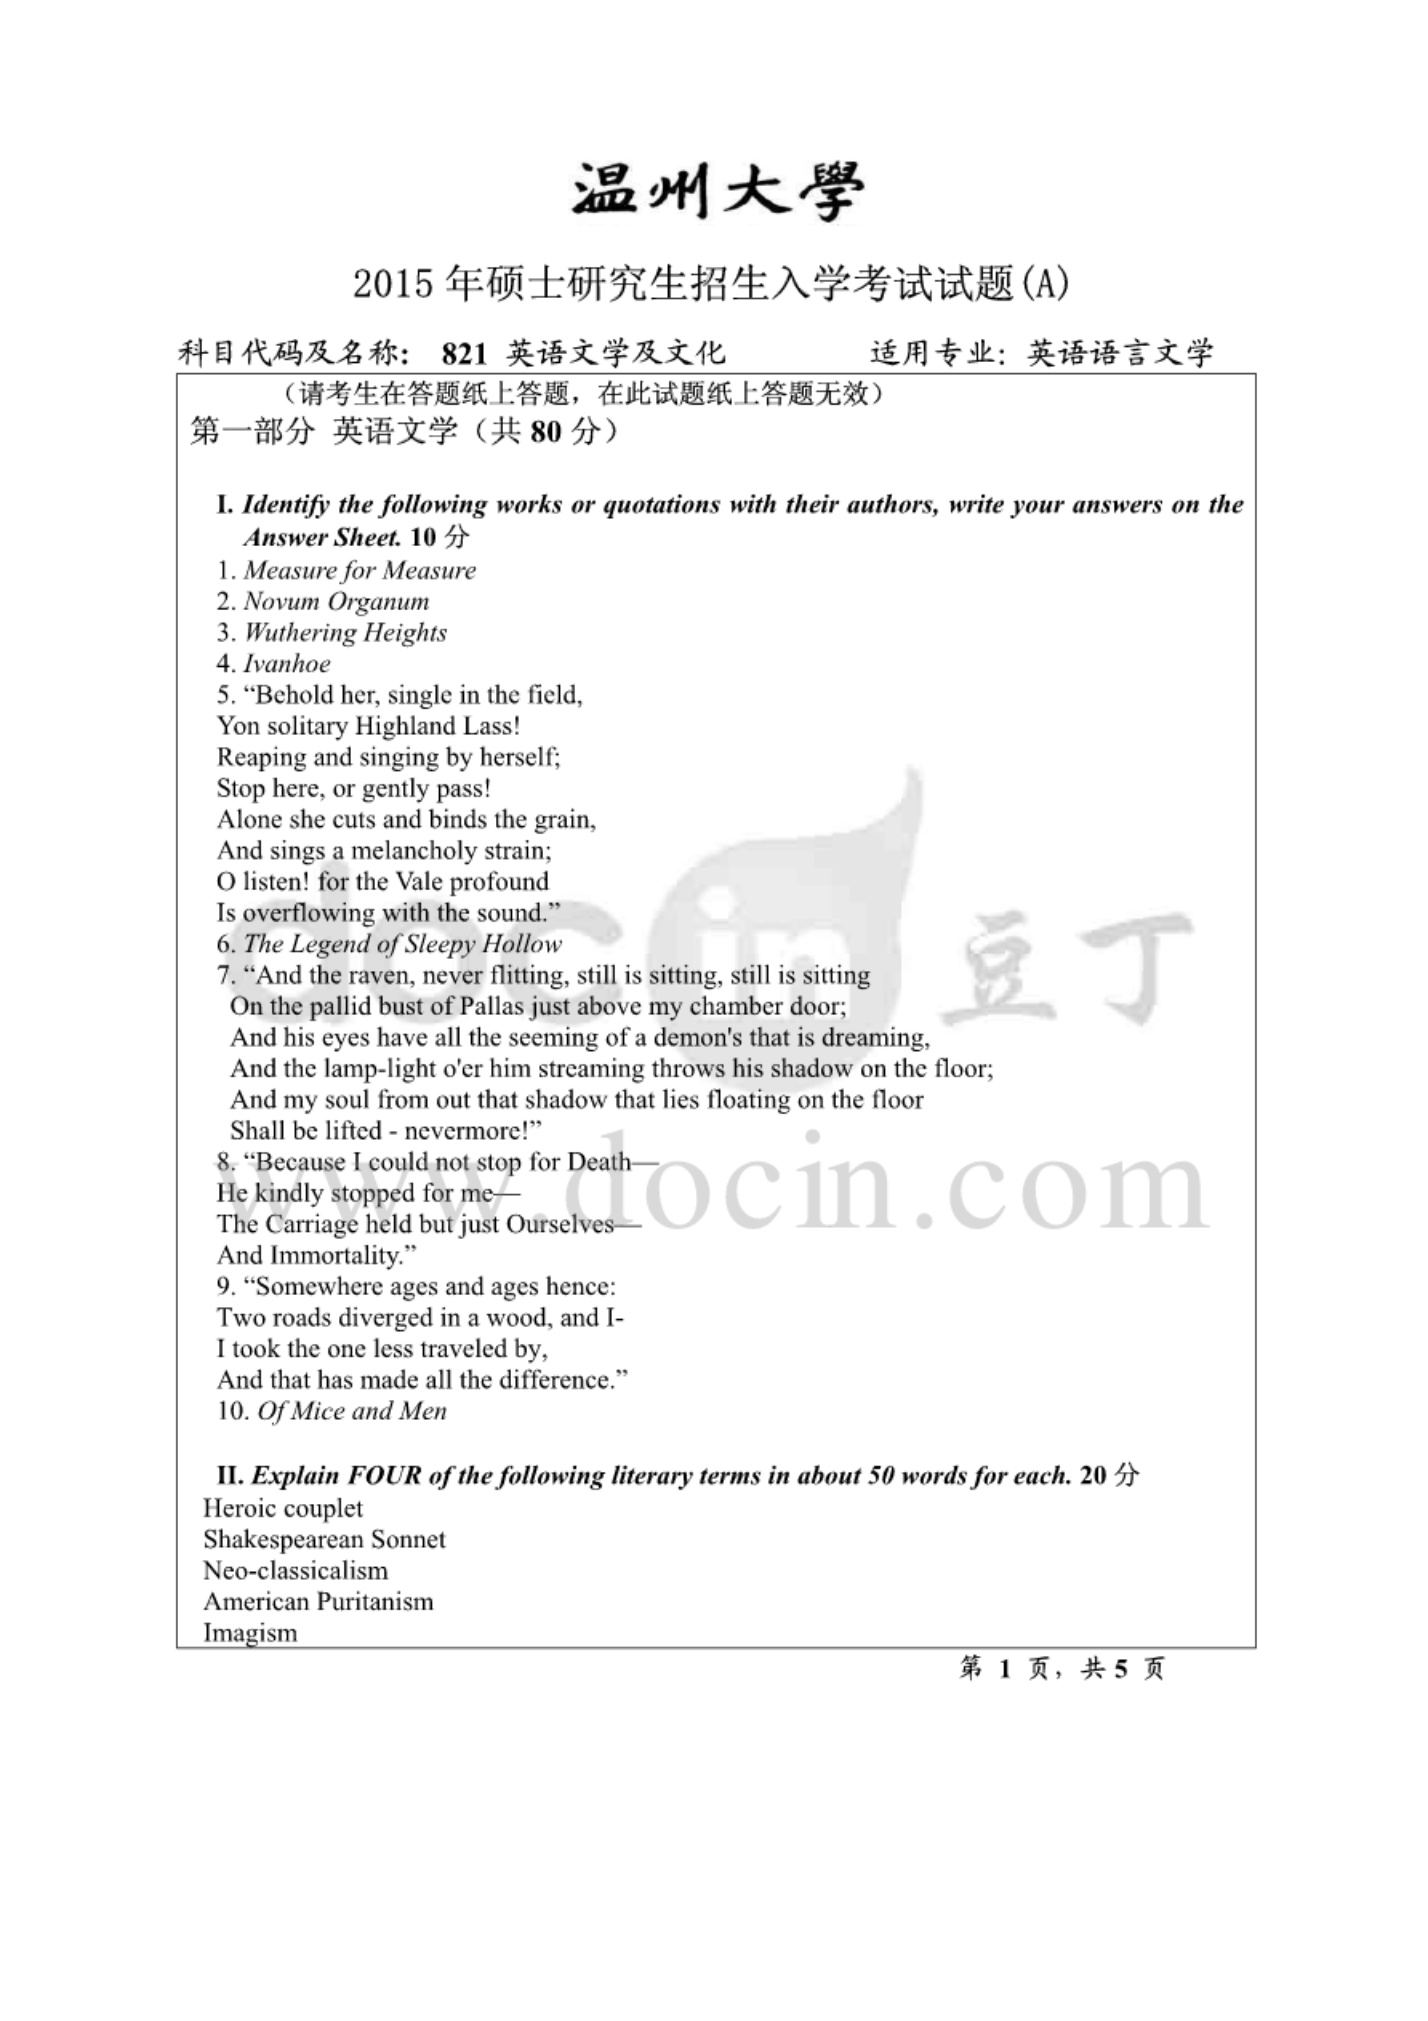 温州大學
2015 年硕士研究生招生入学考试试题(A)
科目代码及名称: 821 英语文学及文化 适用专业: 英语语言文学
(请考生在答题纸上答题，在此试题纸上答题无效)
第一部分 英语文学（共 80 分）
I. Identify the following works or quotations with their authors, write your answers on the
Answer Sheet. 10 分
1. Measure for Measure
2. Novum Organum
3. Wuthering Heights
4. Ivanhoe
5. “Behold her, single in the field,
Yon solitary Highland Lass!
Reaping and singing by herself;
Stop here, or gently pass!
Alone she cuts and binds the grain,
And sings a melancholy strain;
O listen! for the Vale profound
Is overflowing with the sound.”
6. The Legend of Sleepy Hollow
7. “And the raven, never flitting, still is sitting, still is sitting
On the pallid bust of Pallas just above my chamber door;
And his eyes have all the seeming of a demon's that is dreaming,
And the lamp-light o'er him streaming throws his shadow on the floor;
And my soul from out that shadow that lies floating on the floor
Shall be lifted - nevermore!”
8. “Because I could not stop for Death—
He kindly stopped for me—
The Carriage held but just Ourselves—
And Immortality.”
9. “Somewhere ages and ages hence:
Two roads diverged in a wood, and I-
I took the one less traveled by,
And that has made all the difference.”
10. Of Mice and Men
II. Explain FOUR of the following literary terms in about 50 words for each. 20 分
Heroic couplet
Shakespearean Sonnet
Neo-classicalism
American Puritanism
Imagism
第 1 页，共 5 页
docin 豆丁
www.docin.com